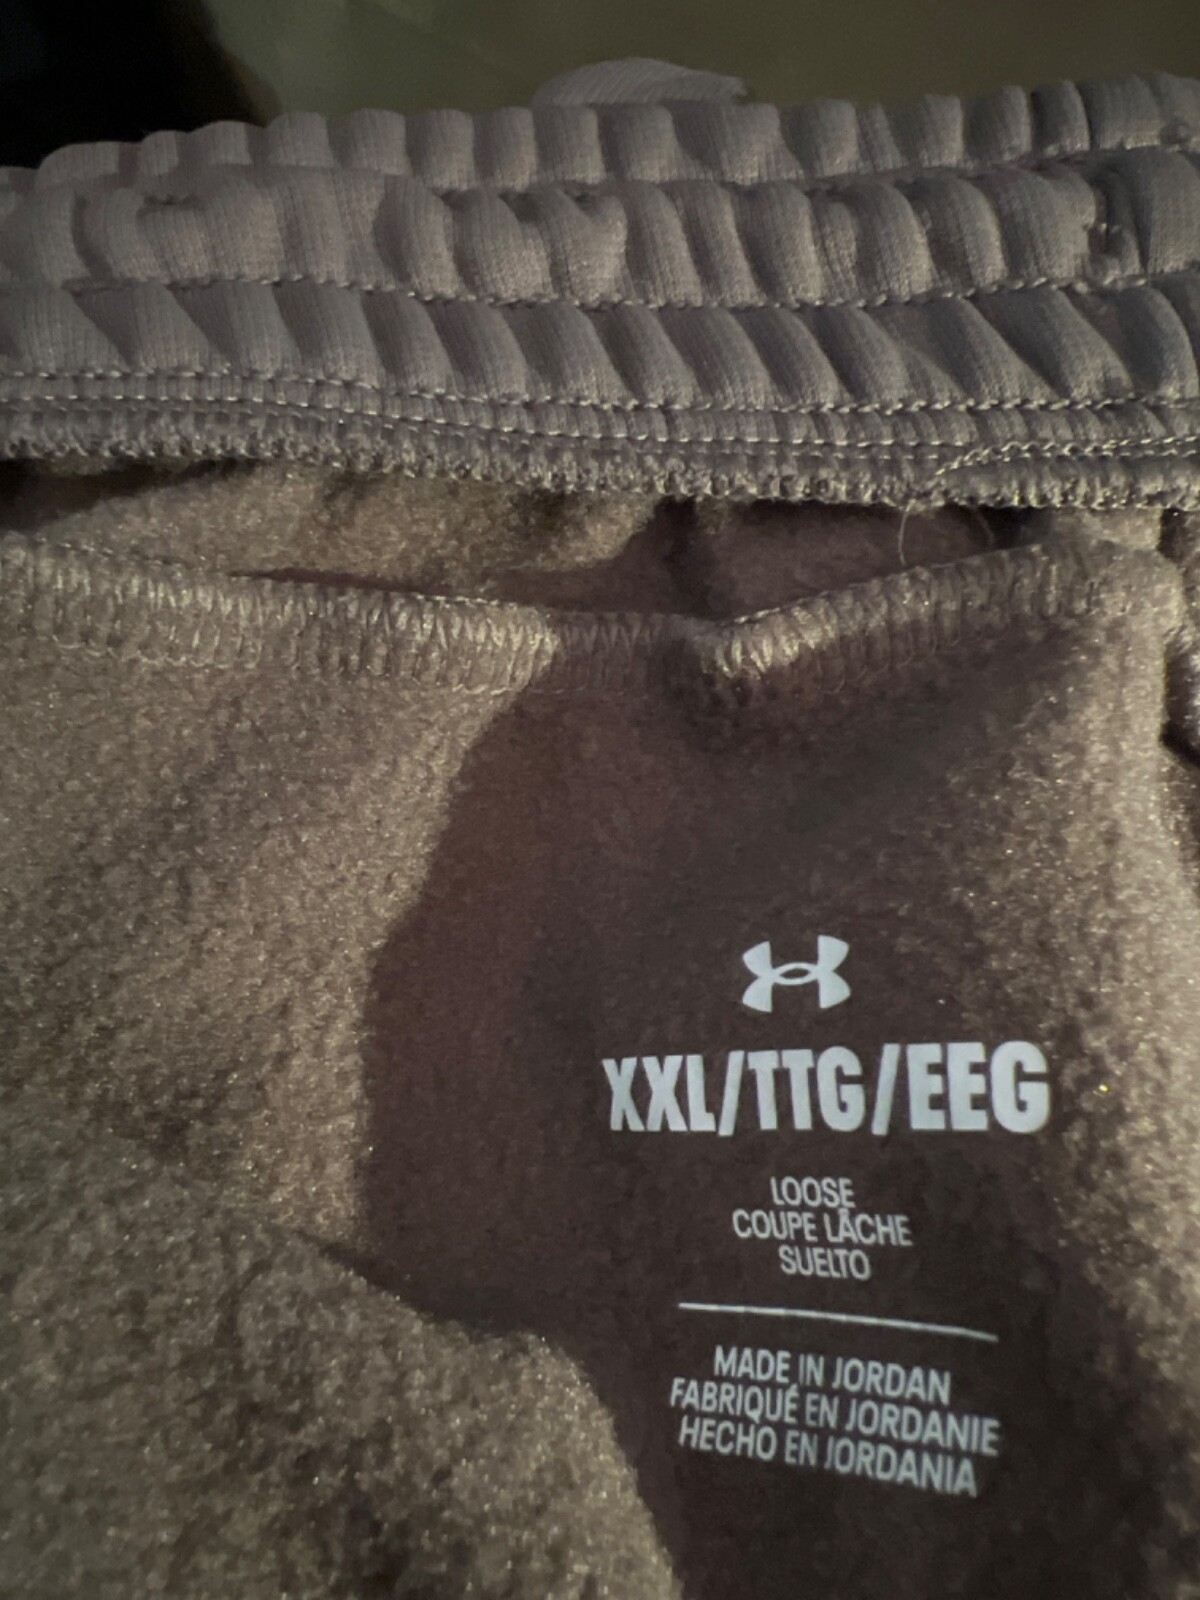 XXL/TTG/EEG
LOOSE
COUPE LÂCHE
SUELTO
MADE IN JORDAN
FABRIQUÉ EN JORDANIE
HECHO EN JORDANIA